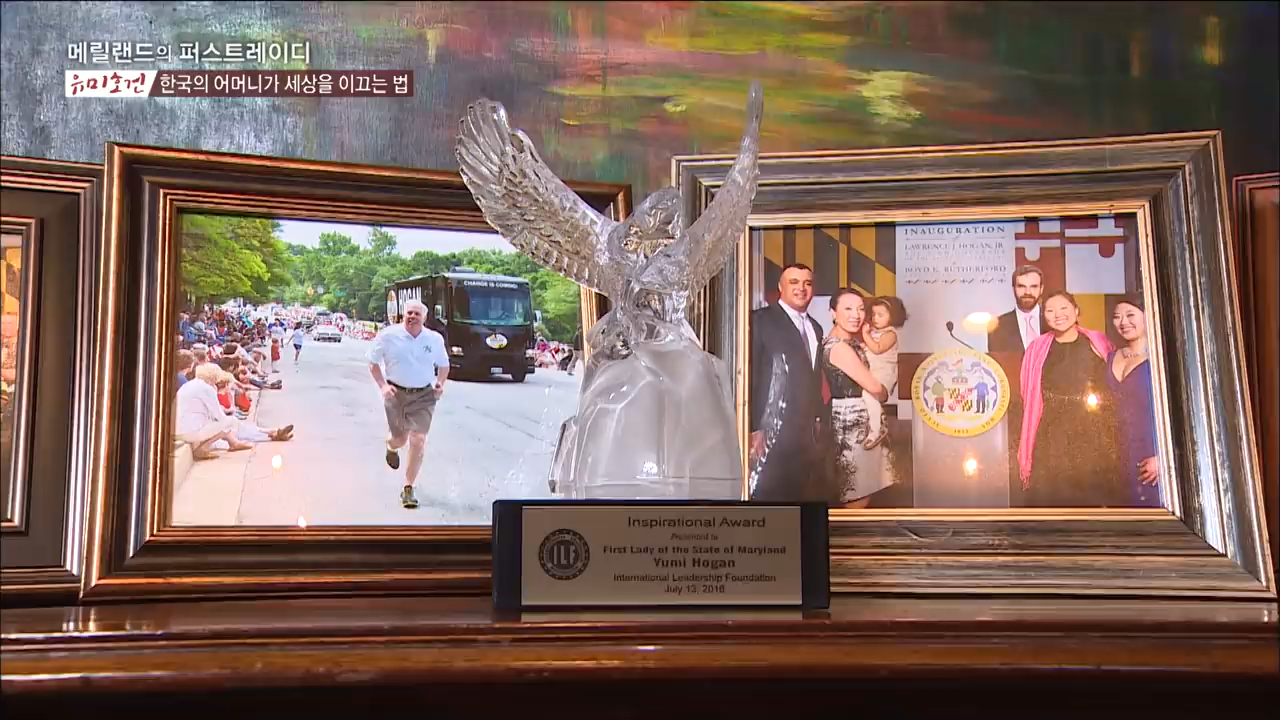 메릴랜드의 퍼스트레이디
유미호건 한국의 어머니가 세상을 이끄는 법
HOGAN
CHANGE IS COMING!
INAUGURATION
LAWRENCE J. HOGAN, JR.
BOYD K. RUTHERFORD
Inspirational Award
Presented to
First Lady of the State of Maryland
Yumi Hogan
International Leadership Foundation
July 13, 2016
ILF